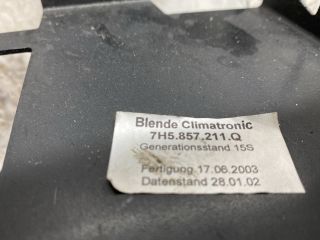 Blende Climatronic
7H5.857.211.Q
Generationsstand 15S
Fertigung 17.06.2003
Datenstand 28.01.02